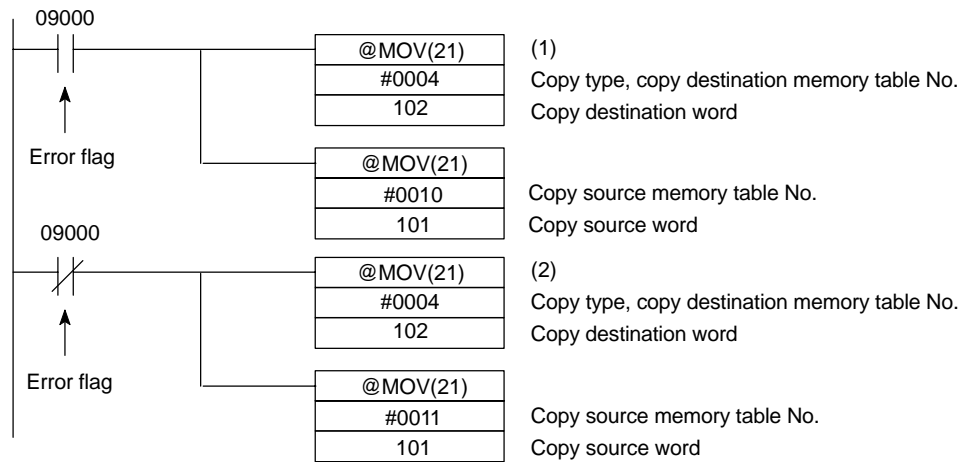 09000
@MOV(21) (1)
#0004 Copy type, copy destination memory table No.
102 Copy destination word
Error flag
@MOV(21)
#0010 Copy source memory table No.
101 Copy source word
09000
@MOV(21) (2)
#0004 Copy type, copy destination memory table No.
102 Copy destination word
Error flag
@MOV(21)
#0011 Copy source memory table No.
101 Copy source word